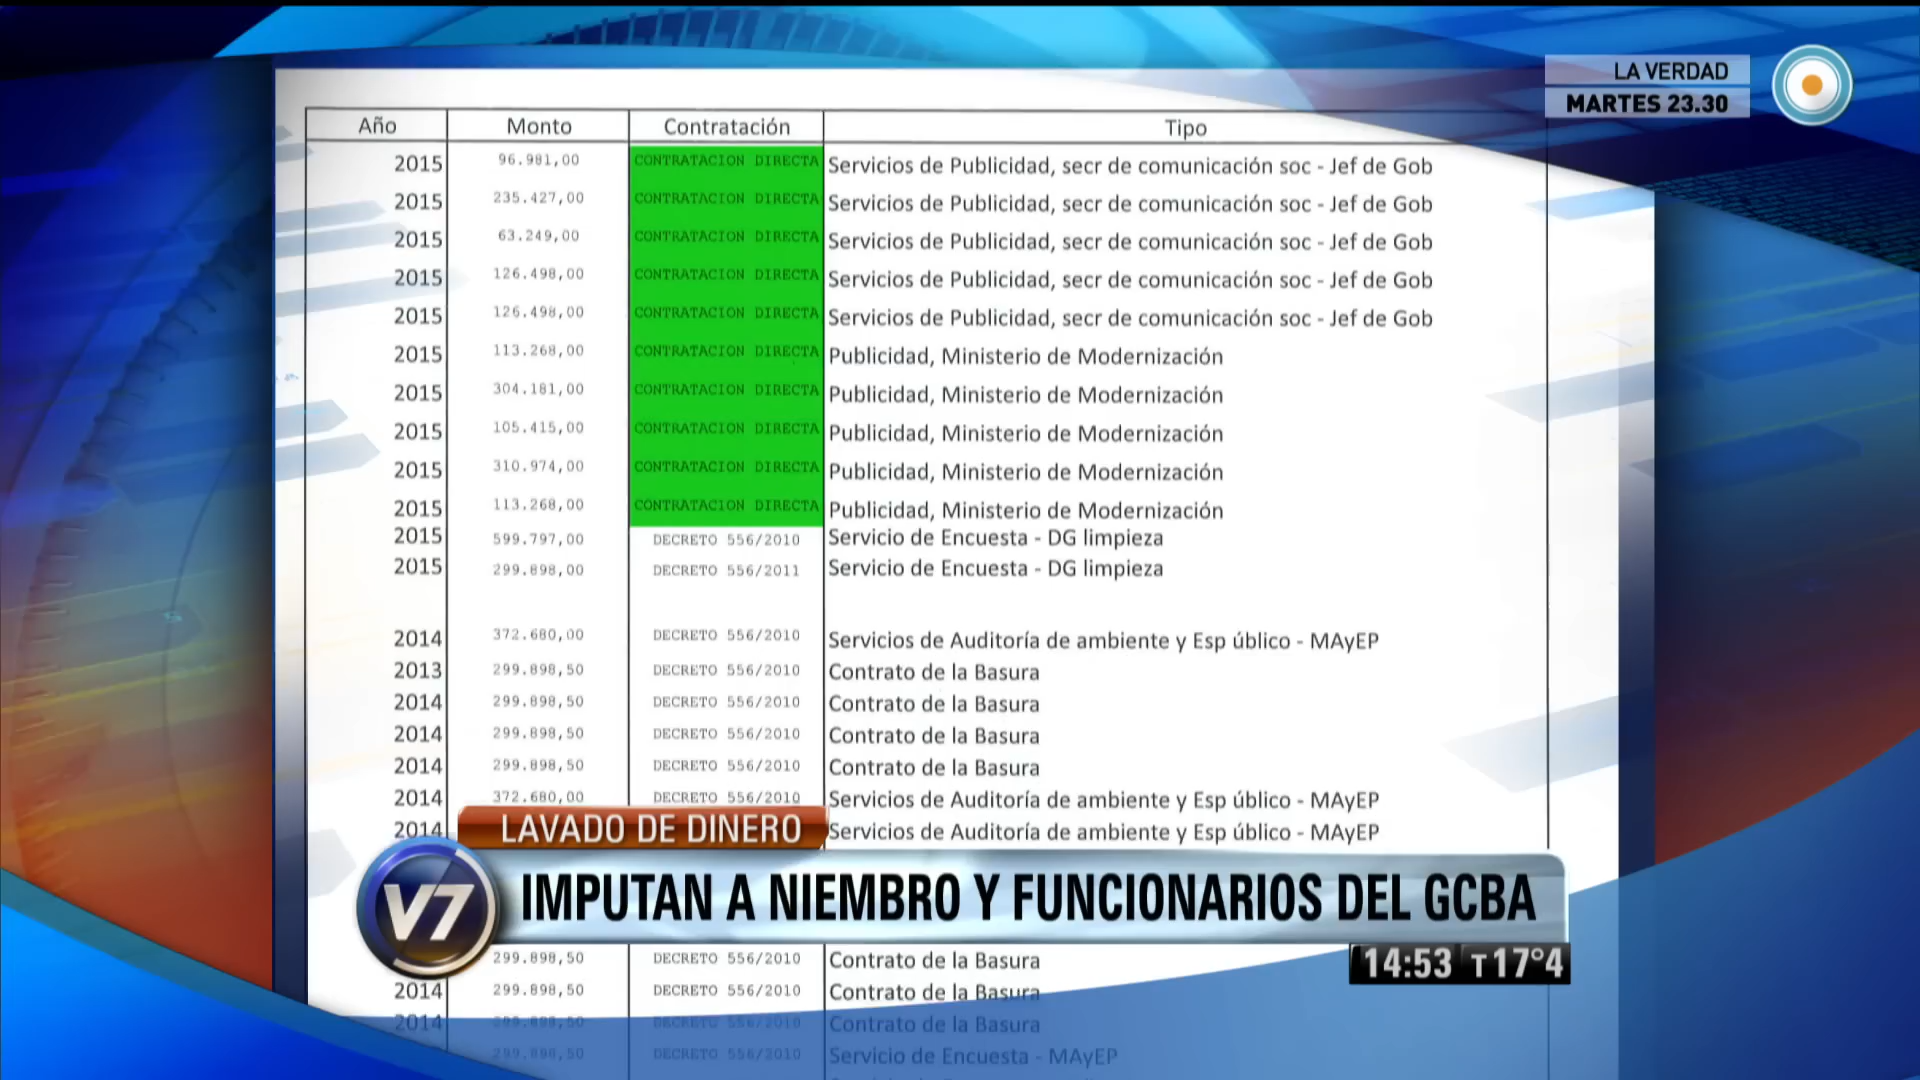 LA VERDAD
MARTES 23.30
Año Monto Contratación Tipo
2015 96.981,00 CONTRATACION DIRECTA Servicios de Publicidad, secr de comunicación soc - Jef de Gob
2015 235.427,00 CONTRATACION DIRECTA Servicios de Publicidad, secr de comunicación soc - Jef de Gob
2015 63.249,00 CONTRATACION DIRECTA Servicios de Publicidad, secr de comunicación soc - Jef de Gob
2015 126.498,00 CONTRATACION DIRECTA Servicios de Publicidad, secr de comunicación soc - Jef de Gob
2015 126.498,00 CONTRATACION DIRECTA Servicios de Publicidad, secr de comunicación soc - Jef de Gob
2015 113.268,00 CONTRATACION DIRECTA Publicidad, Ministerio de Modernización
2015 304.181,00 CONTRATACION DIRECTA Publicidad, Ministerio de Modernización
2015 105.415,00 CONTRATACION DIRECTA Publicidad, Ministerio de Modernización
2015 310.974,00 CONTRATACION DIRECTA Publicidad, Ministerio de Modernización
2015 113.268,00 CONTRATACION DIRECTA Publicidad, Ministerio de Modernización
2015 599.797,00 DECRETO 556/2010 Servicio de Encuesta - DG limpieza
2015 299.898,00 DECRETO 556/2011 Servicio de Encuesta - DG limpieza
2014 372.680,00 DECRETO 556/2010 Servicios de Auditoría de ambiente y Esp úblico - MAyEP
2013 299.898,50 DECRETO 556/2010 Contrato de la Basura
2014 299.898,50 DECRETO 556/2010 Contrato de la Basura
2014 299.898,50 DECRETO 556/2010 Contrato de la Basura
2014 299.898,50 DECRETO 556/2010 Contrato de la Basura
2014 372.680,00 DECRETO 556/2010 Servicios de Auditoría de ambiente y Esp úblico - MAyEP
2014 Servicios de Auditoría de ambiente y Esp úblico - MAyEP
LAVADO DE DINERO
V7 IMPUTAN A NIEMBRO Y FUNCIONARIOS DEL GCBA
299.898,50 DECRETO 556/2010 Contrato de la Basura
14:53 T 17°4
2014 299.898,50 DECRETO 556/2010 Contrato de la Basura
2014 299.898,50 DECRETO 556/2010 Contrato de la Basura
299.898,50 DECRETO 556/2010 Servicio de Encuesta - MAyEP